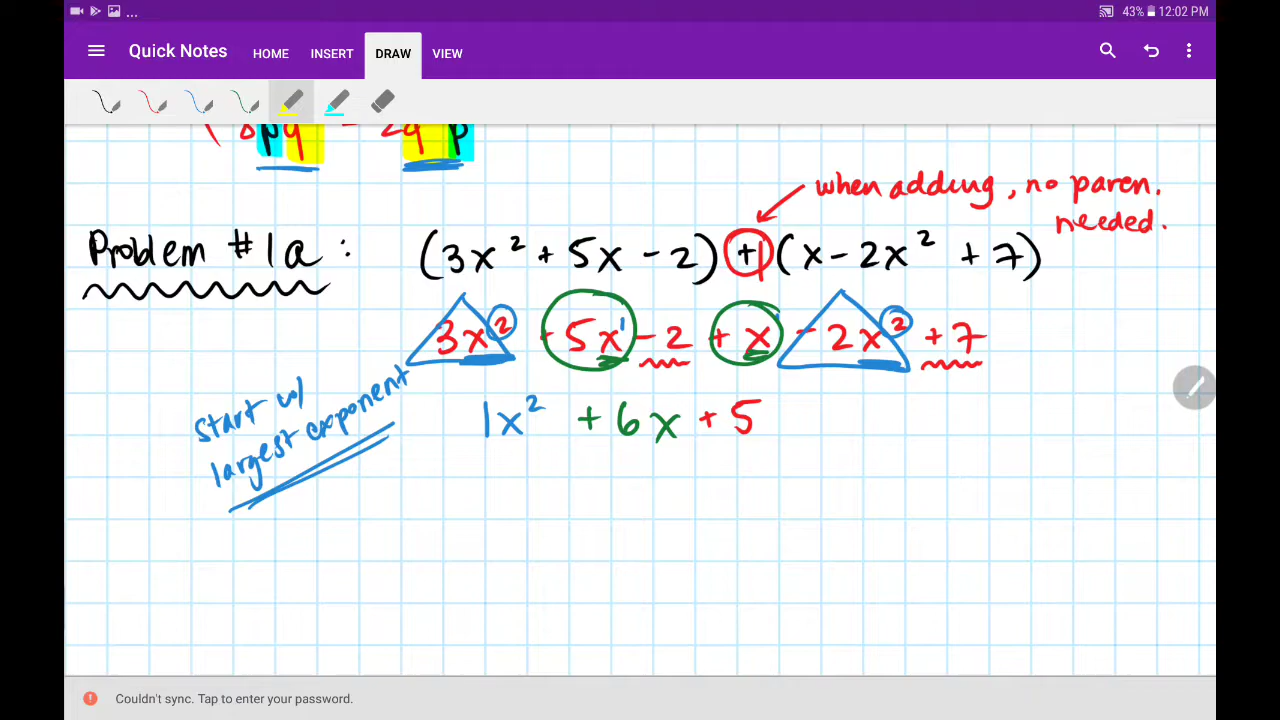 ... 43% 12:02 PM
Quick Notes HOME INSERT DRAW VIEW
when adding, no paren.
needed.
Problem #1a : (3x² + 5x - 2) +1 (x - 2x² + 7)
3x² + 5x¹ - 2 + x¹ - 2x² + 7
start w/
largest exponent
1x² + 6x + 5
Couldn't sync. Tap to enter your password.